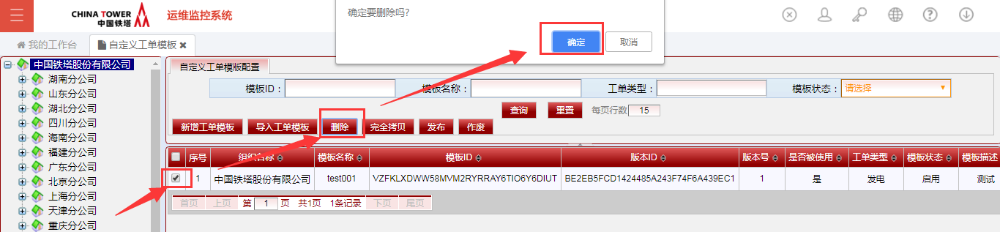 CHINA TOWER
中国铁塔
运维监控系统
确定要删除吗?
确定
取消
我的工作台
自定义工单模板
中国铁塔股份有限公司
湖南分公司
山东分公司
湖北分公司
四川分公司
海南分公司
福建分公司
广东分公司
北京分公司
上海分公司
天津分公司
重庆分公司
自定义工单模版配置
模板ID： 模板名称： 工单类型： 模板状态： 请选择
查询 重置 每页行数 15
新增工单模板 导入工单模板 删除 完全拷贝 发布 作废
序号 组织名称 模板名称 模板ID 版本ID 版本号 是否被使用 工单类型 模板状态 模板描述
1 中国铁塔股份有限公司 test001 VZFKLXDWW58MVM2RYRRAY6TIO6Y6DIUT BE2EB5FCD1424485A243F74F6A439EC1 1 是 发电 启用 测试
首页 上页 第 1 页 共1页 1条记录 下页 尾页